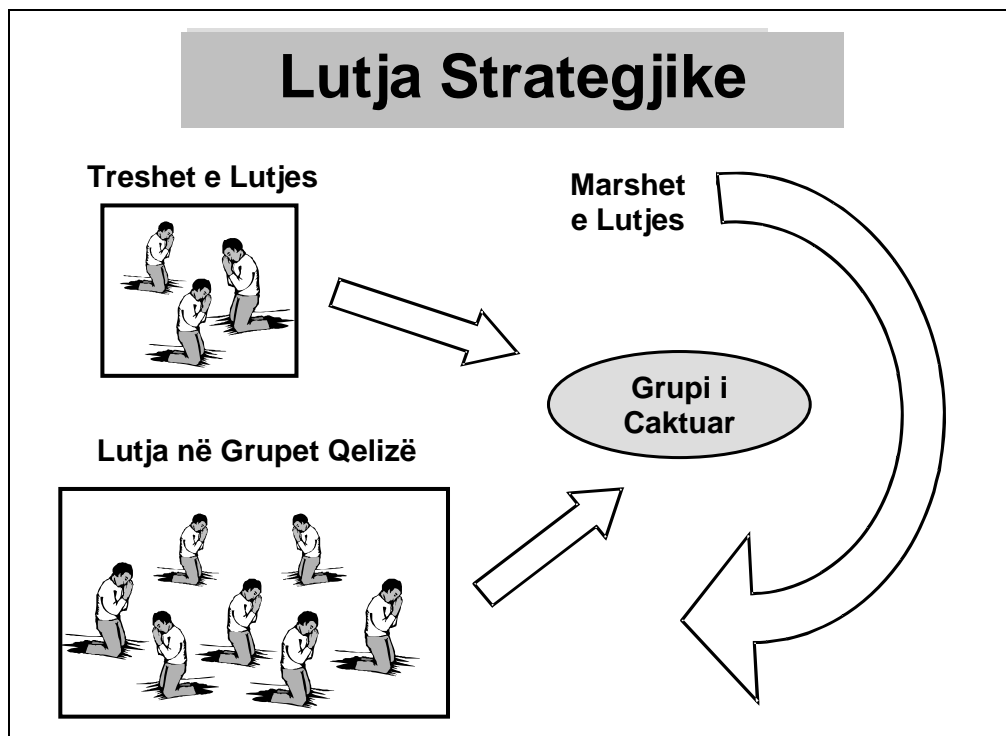 Lutja Strategjike
Treshet e Lutjes
Marshet
e Lutjes
Grupi i
Caktuar
Lutja në Grupet Qelizë